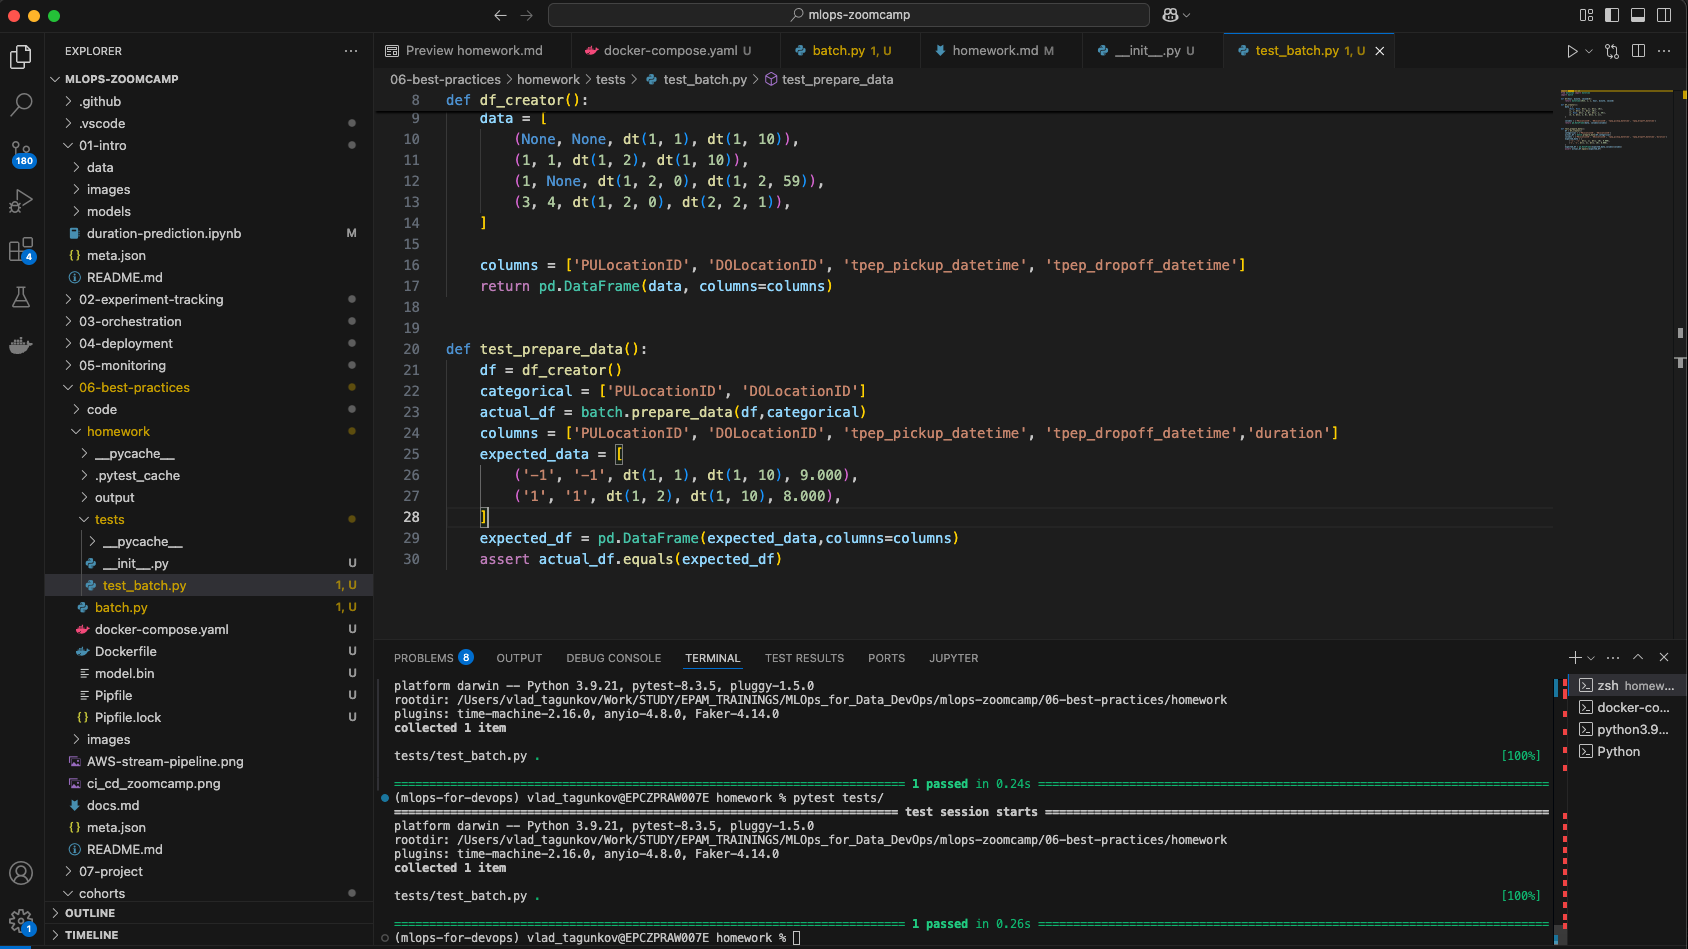 mlops-zoomcamp
EXPLORER
Preview homework.md
docker-compose.yaml U
batch.py 1, U
homework.md M
__init__.py U
test_batch.py 1, U
06-best-practices > homework > tests > test_batch.py > test_prepare_data
MLOPS-ZOOMCAMP
.github
.vscode
01-intro
data
images
models
duration-prediction.ipynb M
meta.json
README.md
02-experiment-tracking
03-orchestration
04-deployment
05-monitoring
06-best-practices
code
homework
__pycache__
.pytest_cache
output
tests
__pycache__
__init__.py U
test_batch.py 1, U
batch.py 1, U
docker-compose.yaml U
Dockerfile U
model.bin U
Pipfile U
Pipfile.lock U
images
AWS-stream-pipeline.png
ci_cd_zoomcamp.png
docs.md
meta.json
README.md
07-project
cohorts
OUTLINE
TIMELINE
180
4
1
8 def df_creator():
9 data = [
10 (None, None, dt(1, 1), dt(1, 10)),
11 (1, 1, dt(1, 2), dt(1, 10)),
12 (1, None, dt(1, 2, 0), dt(1, 2, 59)),
13 (3, 4, dt(1, 2, 0), dt(2, 2, 1)),
14 ]
15
16 columns = ['PULocationID', 'DOLocationID', 'tpep_pickup_datetime', 'tpep_dropoff_datetime']
17 return pd.DataFrame(data, columns=columns)
18
19
20 def test_prepare_data():
21 df = df_creator()
22 categorical = ['PULocationID', 'DOLocationID']
23 actual_df = batch.prepare_data(df,categorical)
24 columns = ['PULocationID', 'DOLocationID', 'tpep_pickup_datetime', 'tpep_dropoff_datetime','duration']
25 expected_data = [
26 ('-1', '-1', dt(1, 1), dt(1, 10), 9.000),
27 ('1', '1', dt(1, 2), dt(1, 10), 8.000),
28 ]
29 expected_df = pd.DataFrame(expected_data,columns=columns)
30 assert actual_df.equals(expected_df)
PROBLEMS 8 OUTPUT DEBUG CONSOLE TERMINAL TEST RESULTS PORTS JUPYTER
platform darwin -- Python 3.9.21, pytest-8.3.5, pluggy-1.5.0
rootdir: /Users/vlad_tagunkov/Work/STUDY/EPAM_TRAININGS/MLOps_for_Data_DevOps/mlops-zoomcamp/06-best-practices/homework
plugins: time-machine-2.16.0, anyio-4.8.0, Faker-4.14.0
collected 1 item
tests/test_batch.py . [100%]
1 passed in 0.24s
(mlops-for-devops) vlad_tagunkov@EPCZPRAW007E homework % pytest tests/
test session starts
platform darwin -- Python 3.9.21, pytest-8.3.5, pluggy-1.5.0
rootdir: /Users/vlad_tagunkov/Work/STUDY/EPAM_TRAININGS/MLOps_for_Data_DevOps/mlops-zoomcamp/06-best-practices/homework
plugins: time-machine-2.16.0, anyio-4.8.0, Faker-4.14.0
collected 1 item
tests/test_batch.py . [100%]
1 passed in 0.26s
(mlops-for-devops) vlad_tagunkov@EPCZPRAW007E homework %
zsh homew...
docker-co...
python3.9...
Python